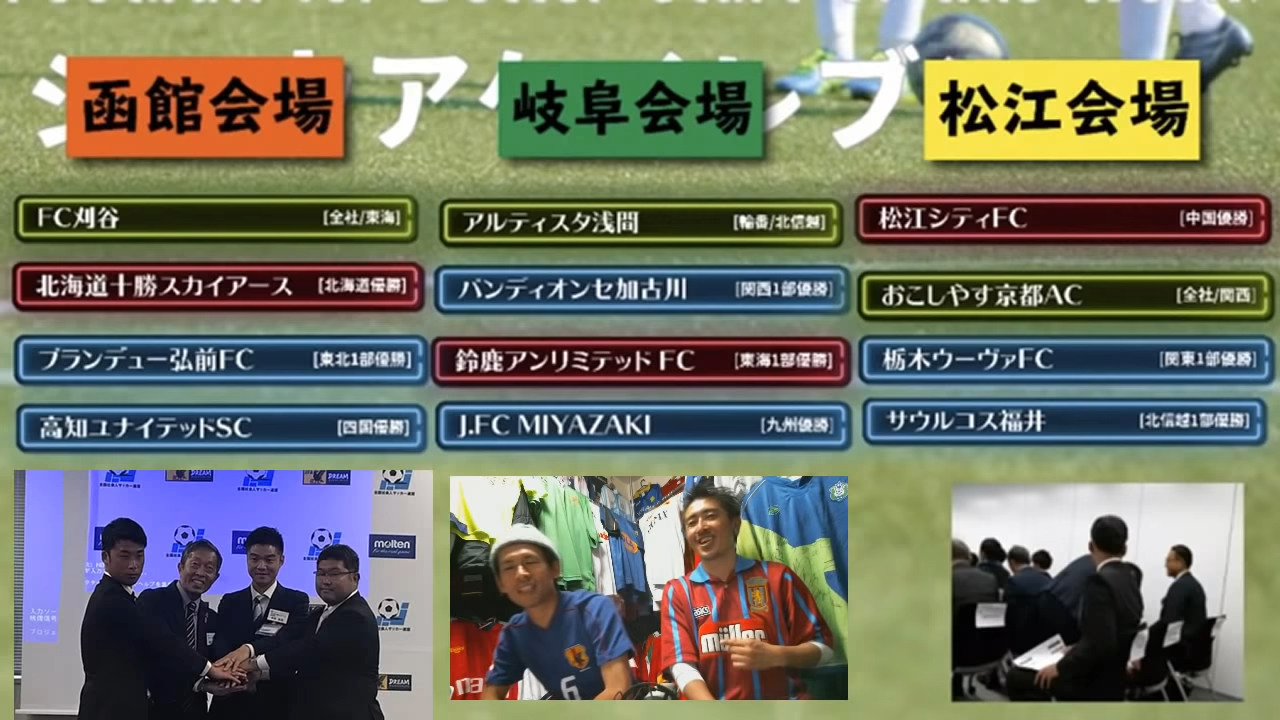 函館会場
岐阜会場
松江会場
FC刈谷 [全社/東海]
北海道十勝スカイアース [北海道優勝]
ブランデュー弘前FC [東北1部優勝]
高知ユナイテッドSC [四国優勝]
アルティスタ浅間 [輪番/北信越]
バンディオンセ加古川 [関西1部優勝]
鈴鹿アンリミテッド FC [東海1部優勝]
J.FC MIYAZAKI [九州優勝]
松江シティFC [中国優勝]
おこしやす京都AC [全社/関西]
栃木ウーヴァFC [関東1部優勝]
サウルコス福井 [北信越1部優勝]
molten
DREAM
asics
müller
6